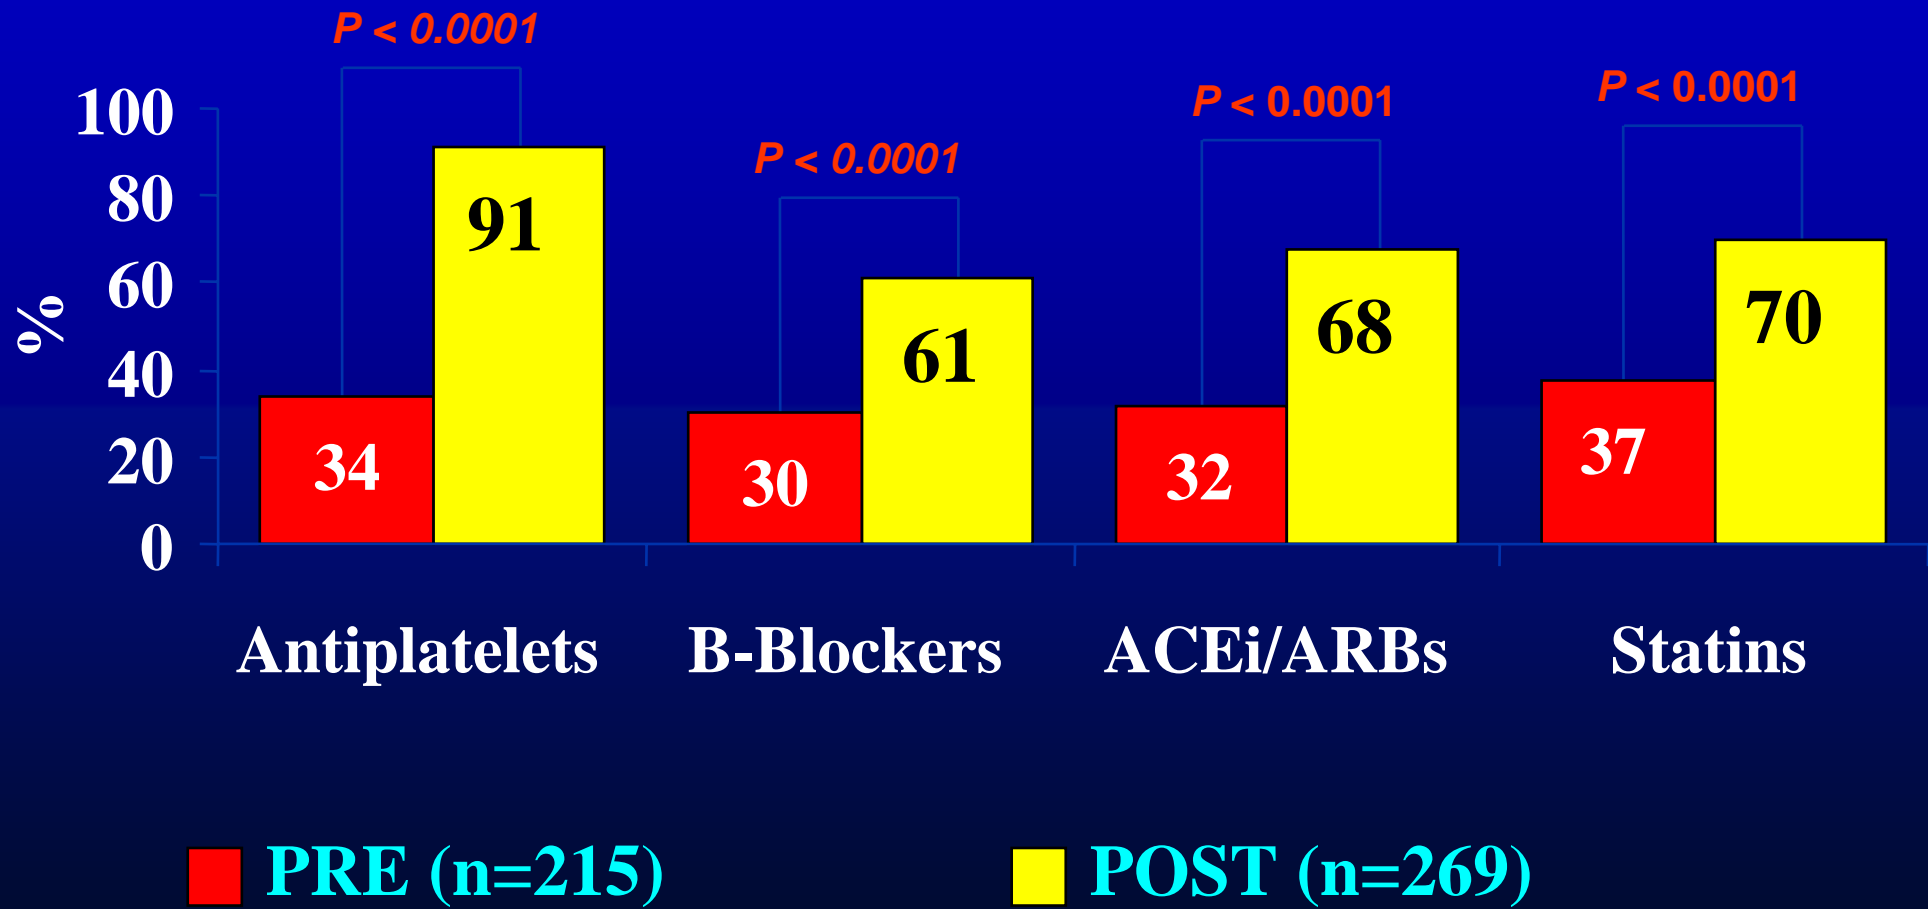 P < 0.0001
P < 0.0001
P < 0.0001
P < 0.0001
%
100
80
60
40
20
0
34
91
30
61
32
68
37
70
Antiplatelets
B-Blockers
ACEi/ARBs
Statins
PRE (n=215)
POST (n=269)